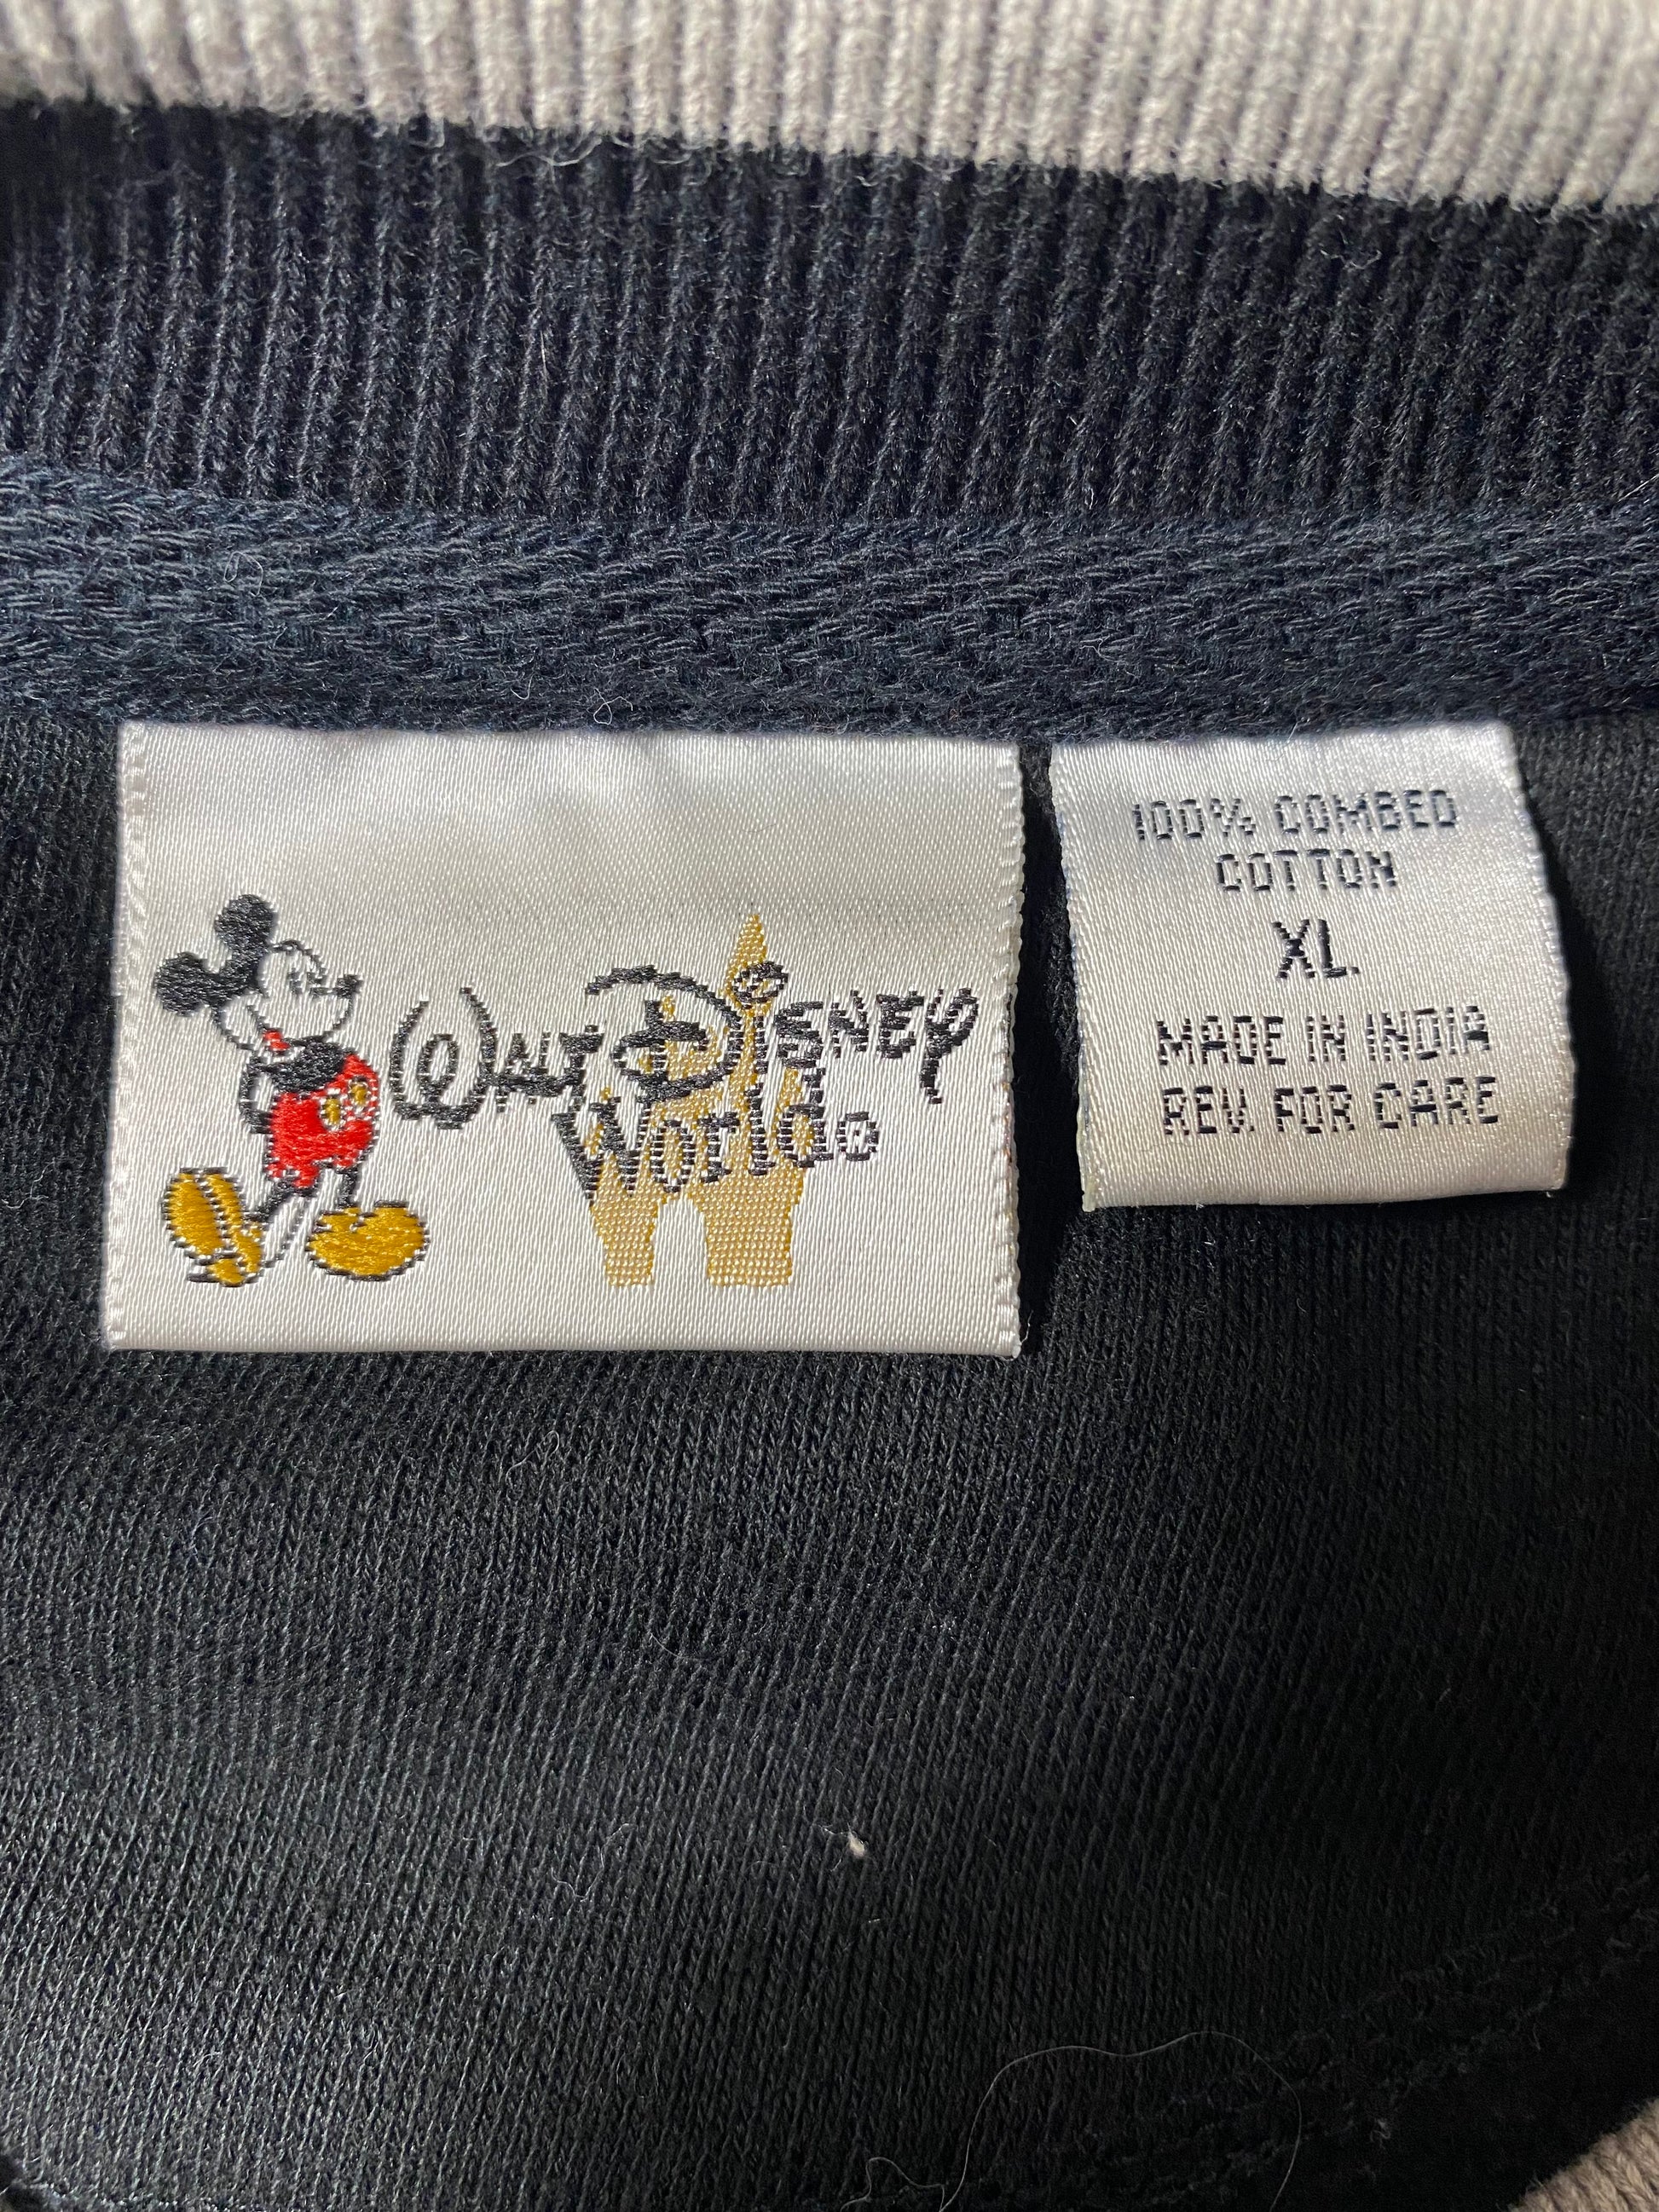 Walt Disney
World®
100% COMBED
COTTON
XL
MADE IN INDIA
REV. FOR CARE